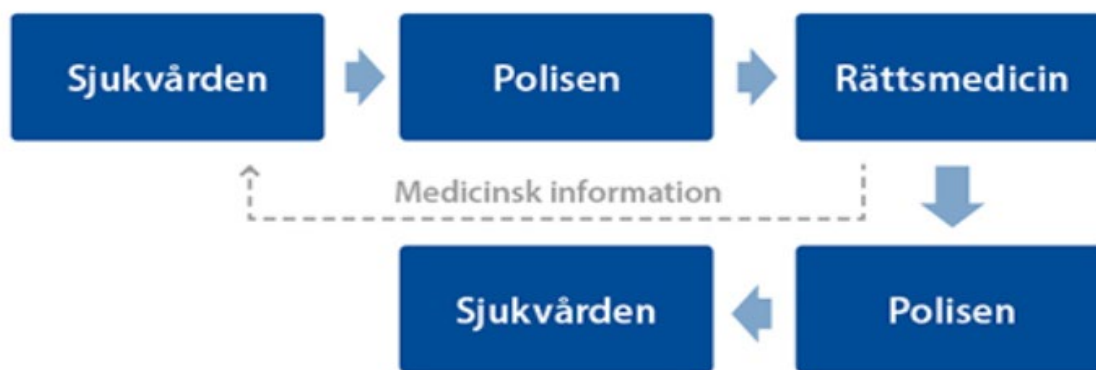 Sjukvården
Polisen
Rättsmedicin
Medicinsk information
Sjukvården
Polisen